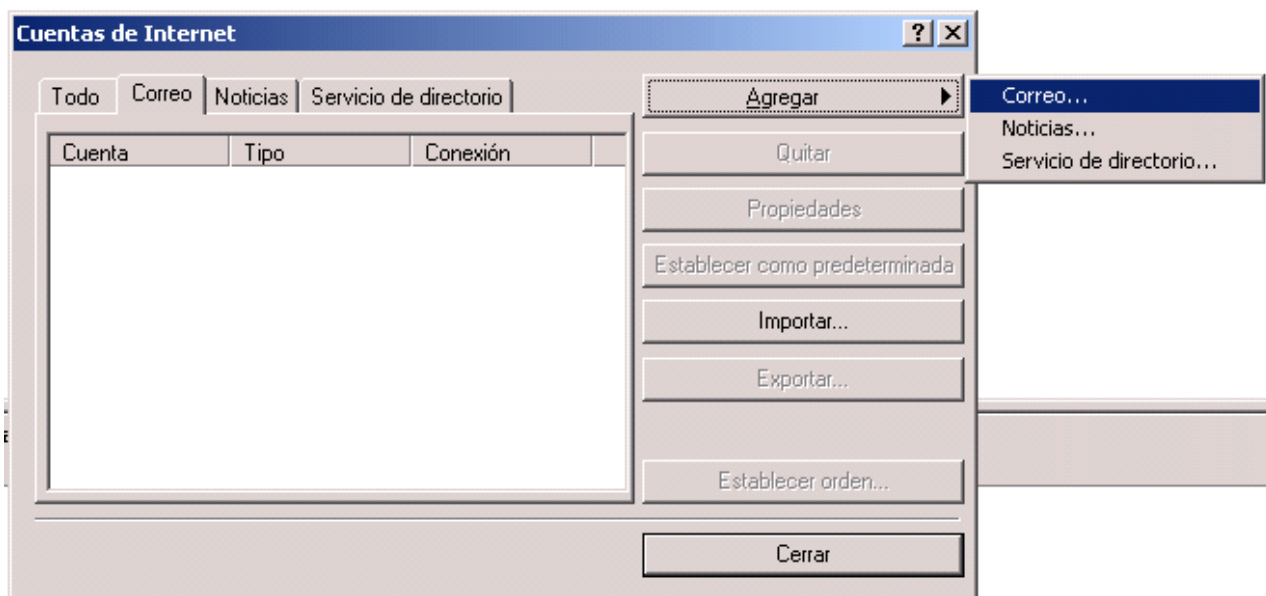 Cuentas de Internet
Todo Correo Noticias Servicio de directorio
Cuenta Tipo Conexión
Agregar
Quitar
Propiedades
Establecer como predeterminada
Importar...
Exportar...
Establecer orden...
Cerrar
Correo...
Noticias...
Servicio de directorio...